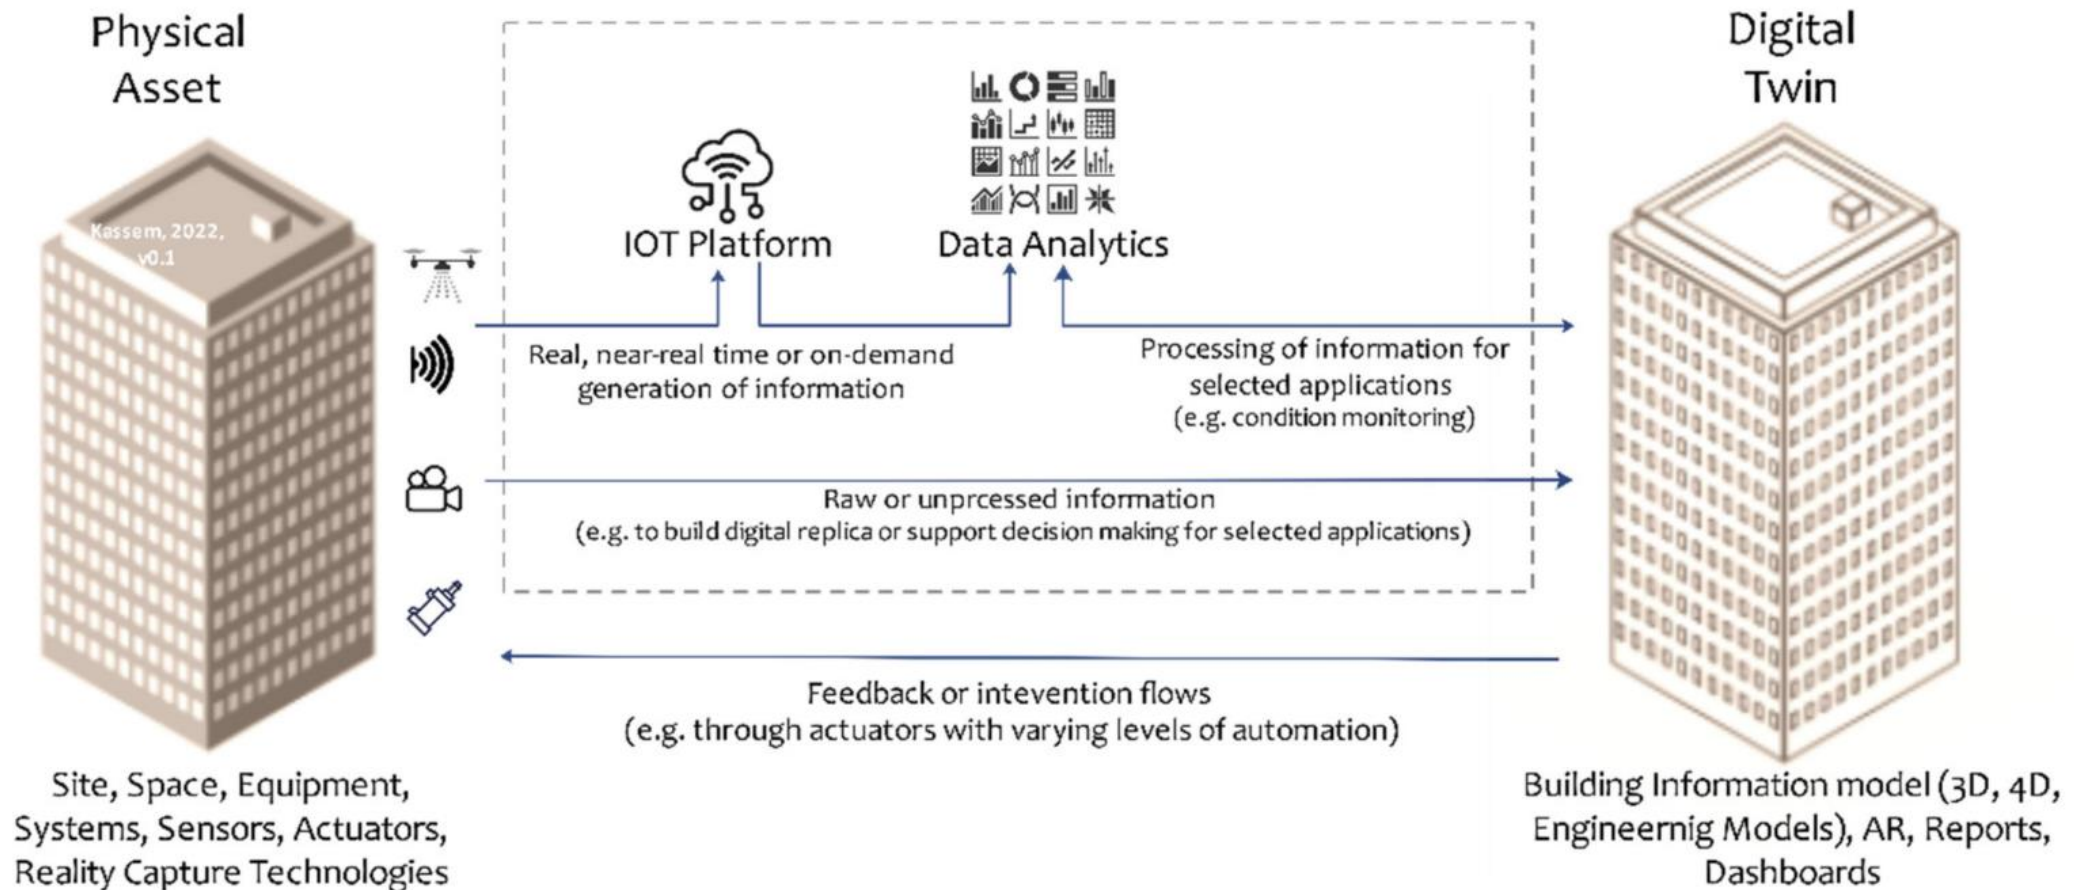 Physical
Asset
Digital
Twin
Kassem, 2022,
v0.1
IOT Platform
Data Analytics
Real, near-real time or on-demand
generation of information
Processing of information for
selected applications
(e.g. condition monitoring)
Raw or unprcessed information
(e.g. to build digital replica or support decision making for selected applications)
Feedback or intevention flows
(e.g. through actuators with varying levels of automation)
Site, Space, Equipment,
Systems, Sensors, Actuators,
Reality Capture Technologies
Building Information model (3D, 4D,
Engineernig Models), AR, Reports,
Dashboards